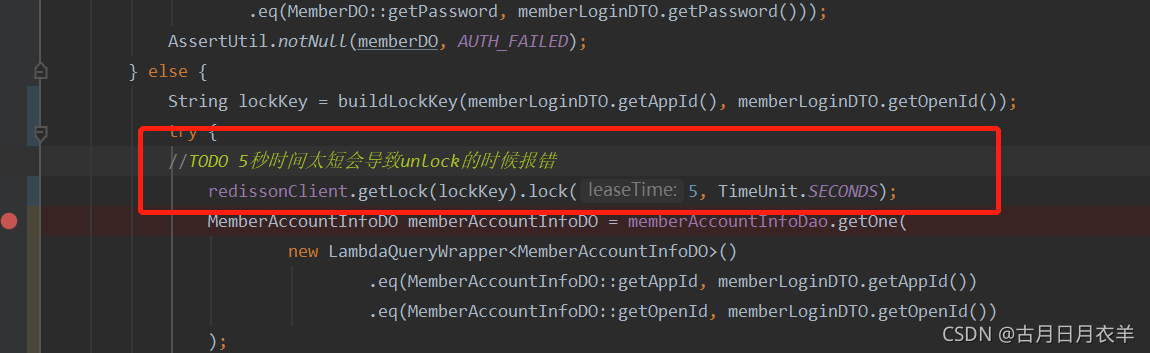 .eq(MemberDO::getPassword, memberLoginDTO.getPassword()));
AssertUtil.notNull(memberDO, AUTH_FAILED);
} else {
String lockKey = buildLockKey(memberLoginDTO.getAppId(), memberLoginDTO.getOpenId());
try {
//TODO 5秒时间太短会导致unlock的时候报错
redissonClient.getLock(lockKey).lock( leaseTime: 5, TimeUnit.SECONDS);
MemberAccountInfoDO memberAccountInfoDO = memberAccountInfoDao.getOne(
new LambdaQueryWrapper<MemberAccountInfoDO>()
.eq(MemberAccountInfoDO::getAppId, memberLoginDTO.getAppId())
.eq(MemberAccountInfoDO::getOpenId, memberLoginDTO.getOpenId())
);
CSDN @古月日月衣羊